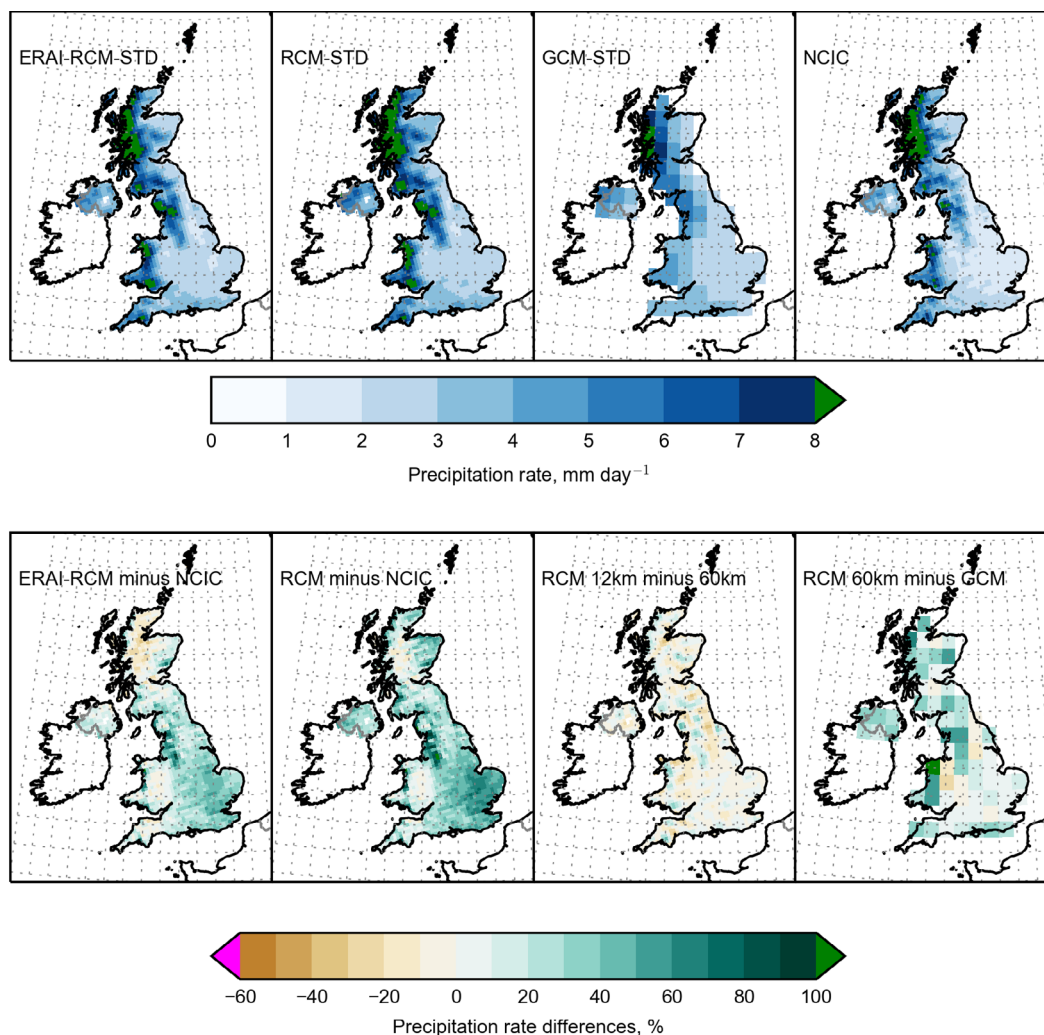 ERAI-RCM-STD
RCM-STD
GCM-STD
NCIC
0 1 2 3 4 5 6 7 8
Precipitation rate, mm day⁻¹
ERAI-RCM minus NCIC
RCM minus NCIC
RCM 12km minus 60km
RCM 60km minus GCM
−60 −40 −20 0 20 40 60 80 100
Precipitation rate differences, %